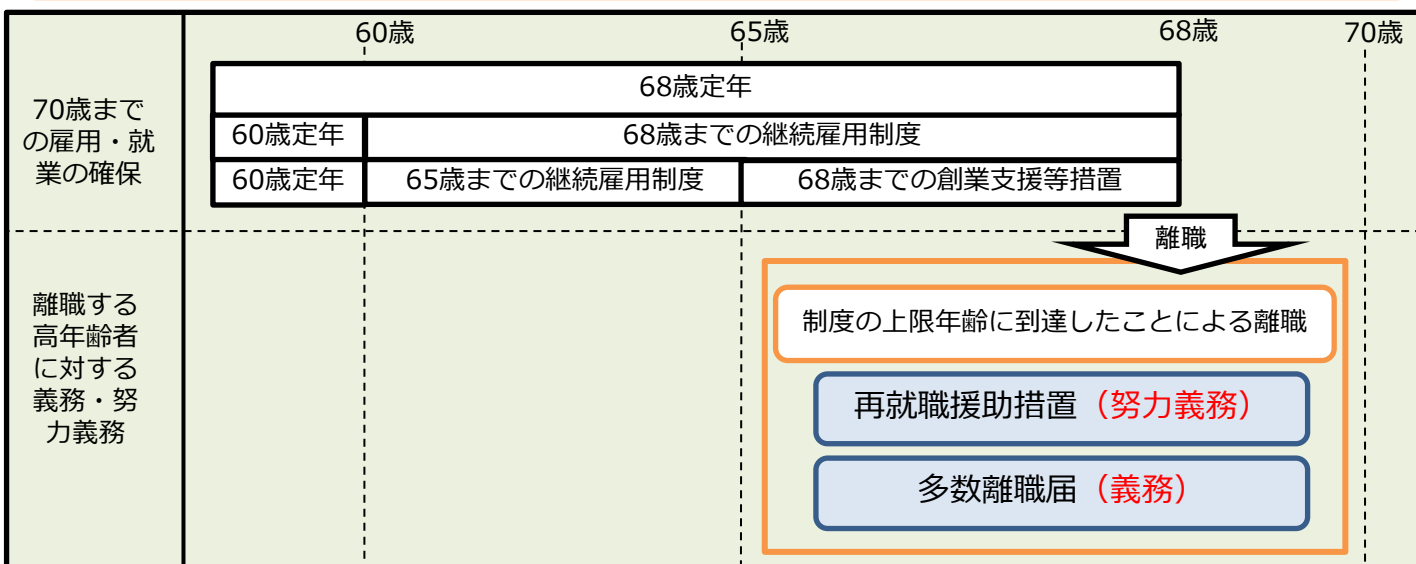 60歳
65歳
68歳
70歳
70歳まで
の雇用・就
業の確保
68歳定年
60歳定年
68歳までの継続雇用制度
60歳定年
65歳までの継続雇用制度
68歳までの創業支援等措置
離職
離職する
高年齢者
に対する
義務・努
力義務
制度の上限年齢に到達したことによる離職
再就職援助措置（努力義務）
多数離職届（義務）